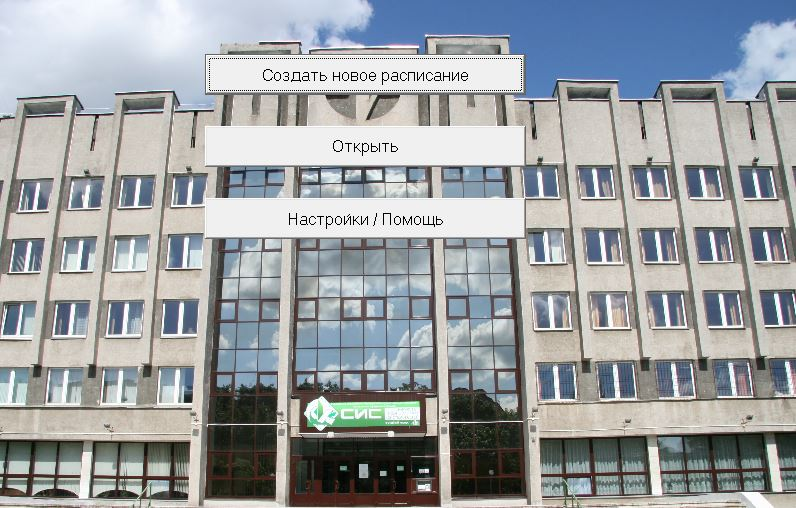 Создать новое расписание
Открыть
Настройки / Помощь
СИС